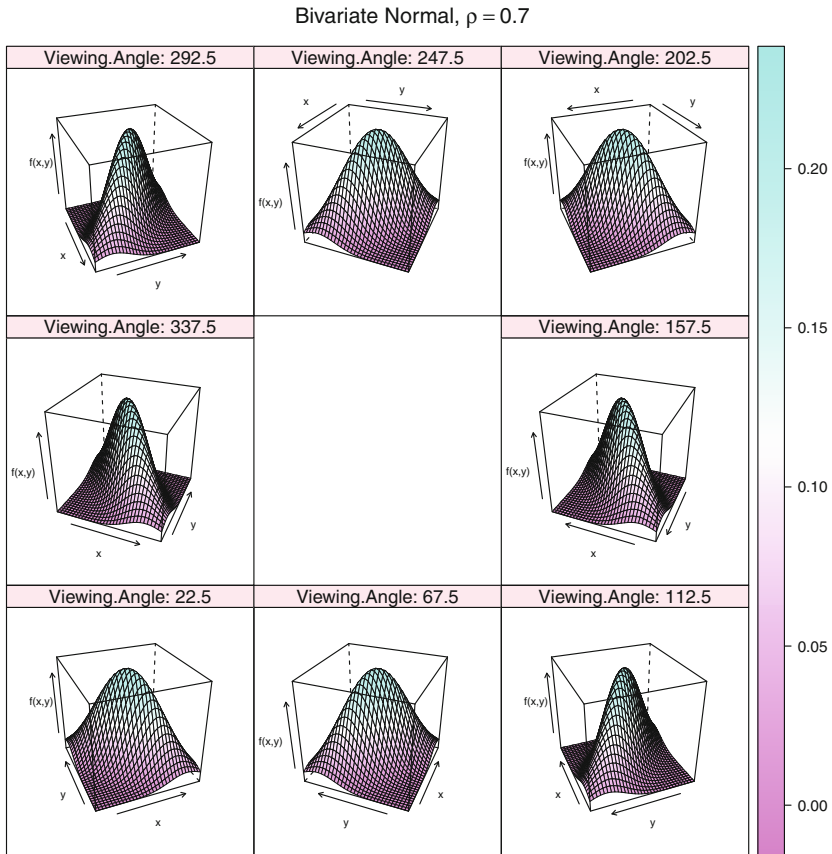 Bivariate Normal, ρ = 0.7
Viewing.Angle: 292.5
Viewing.Angle: 247.5
Viewing.Angle: 202.5
f(x,y)
x
y
x
y
f(x,y)
x
y
f(x,y)
Viewing.Angle: 337.5
Viewing.Angle: 157.5
f(x,y)
x
y
f(x,y)
x
y
Viewing.Angle: 22.5
Viewing.Angle: 67.5
Viewing.Angle: 112.5
f(x,y)
y
x
f(x,y)
y
x
f(x,y)
x
y
0.20
0.15
0.10
0.05
0.00